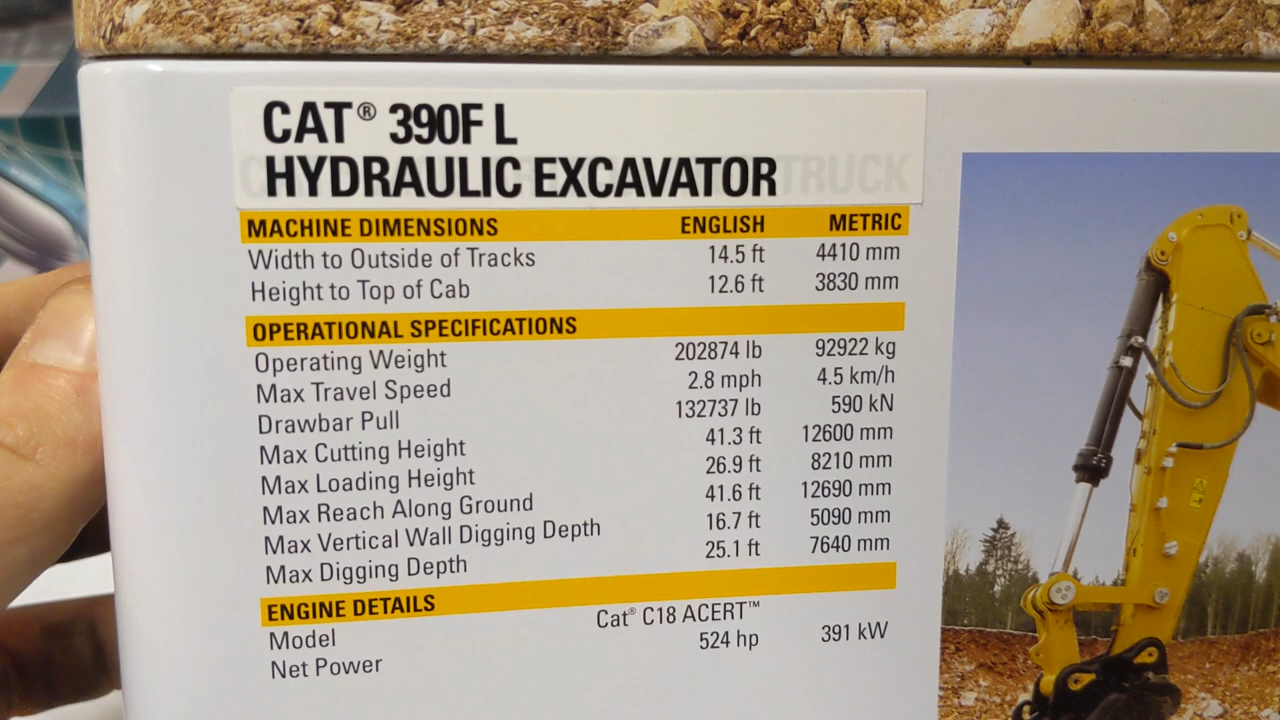 CAT® 390F L
HYDRAULIC EXCAVATOR TRUCK
MACHINE DIMENSIONS ENGLISH METRIC
Width to Outside of Tracks 14.5 ft 4410 mm
Height to Top of Cab 12.6 ft 3830 mm
OPERATIONAL SPECIFICATIONS
Operating Weight 202874 lb 92922 kg
Max Travel Speed 2.8 mph 4.5 km/h
Drawbar Pull 132737 lb 590 kN
Max Cutting Height 41.3 ft 12600 mm
Max Loading Height 26.9 ft 8210 mm
Max Reach Along Ground 41.6 ft 12690 mm
Max Vertical Wall Digging Depth 16.7 ft 5090 mm
Max Digging Depth 25.1 ft 7640 mm
ENGINE DETAILS
Model Cat® C18 ACERT™
Net Power 524 hp 391 kW